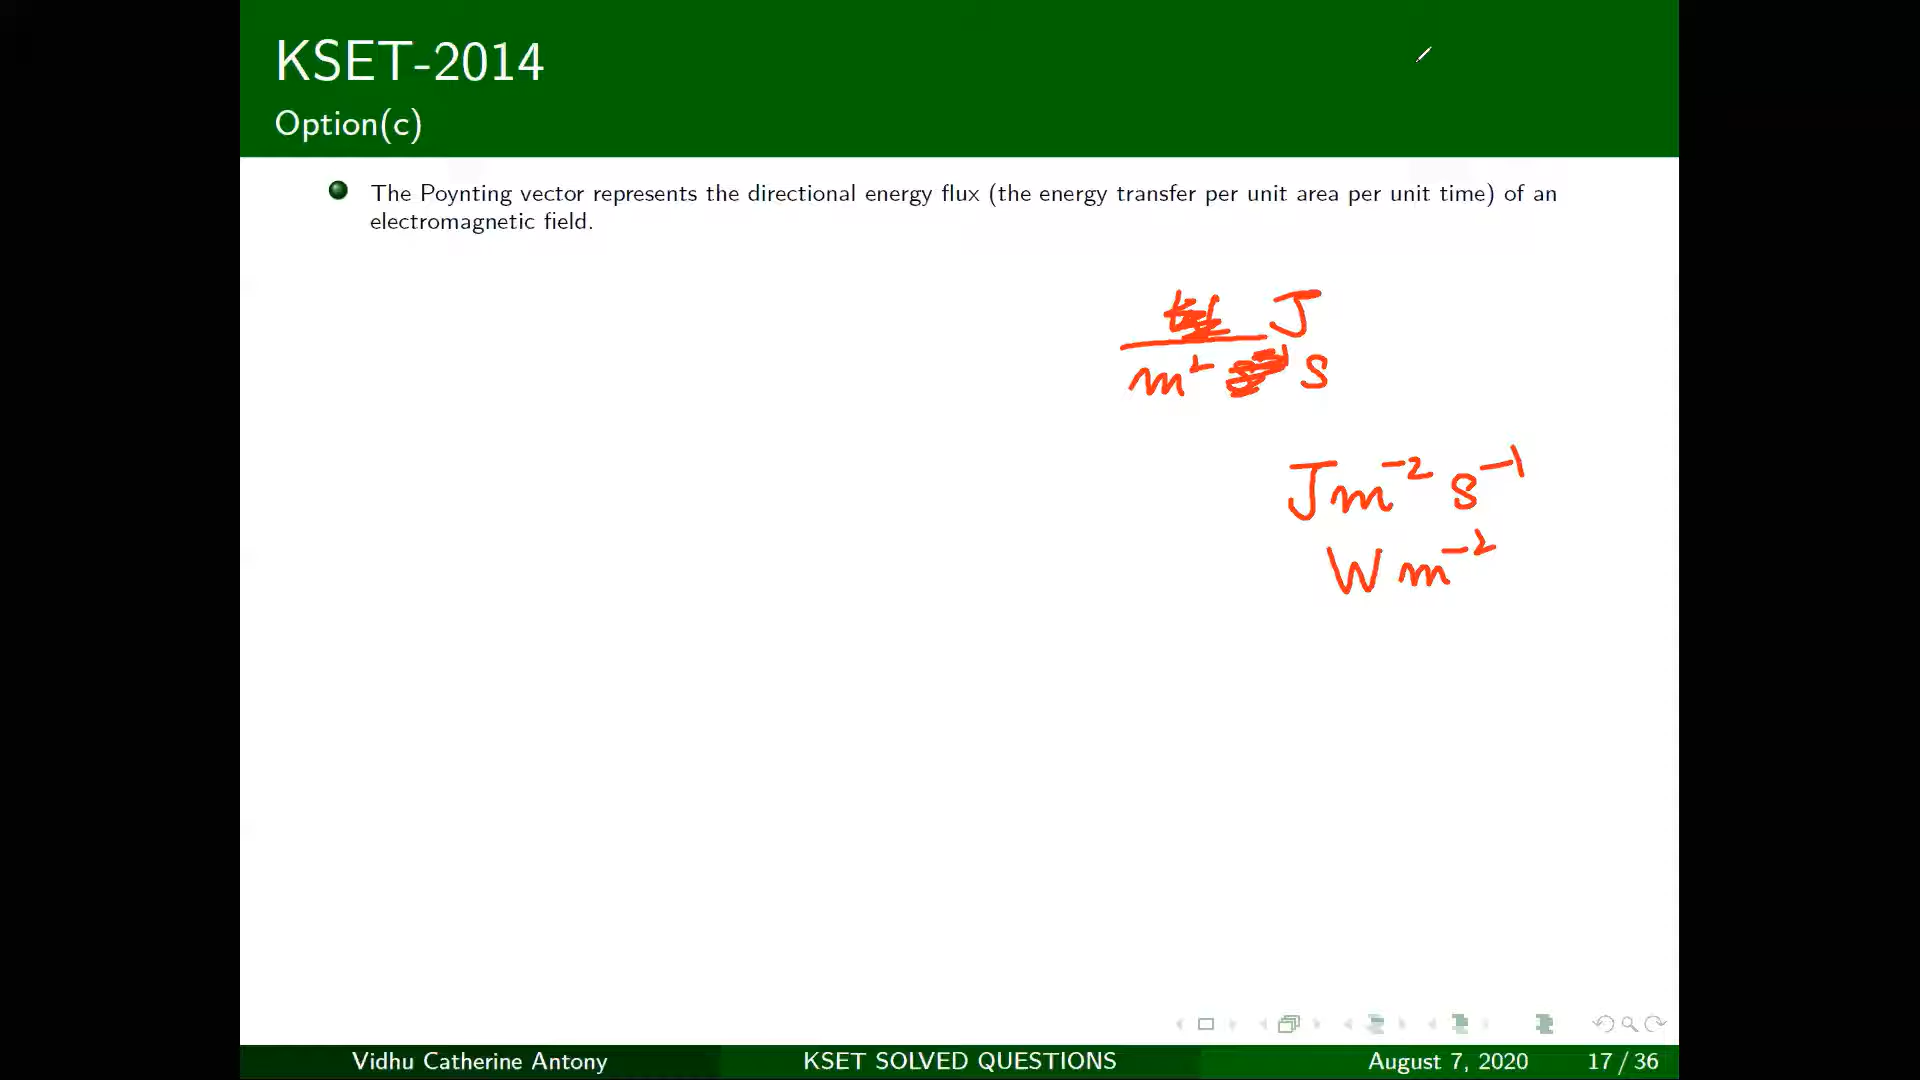 KSET-2014
Option(c)
The Poynting vector represents the directional energy flux (the energy transfer per unit area per unit time) of an
electromagnetic field.
J
m² s
Jm⁻² s⁻¹
Wm⁻²
Vidhu Catherine Antony KSET SOLVED QUESTIONS August 7, 2020 17 / 36